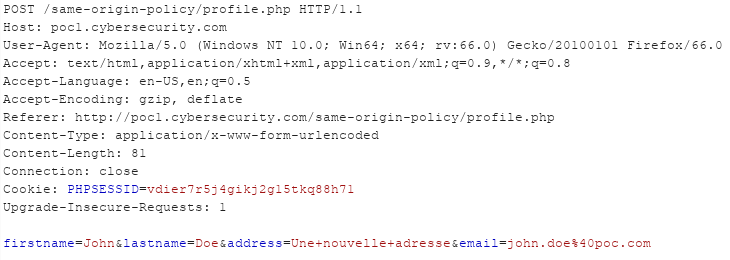 POST /same-origin-policy/profile.php HTTP/1.1
Host: poc1.cybersecurity.com
User-Agent: Mozilla/5.0 (Windows NT 10.0; Win64; x64; rv:66.0) Gecko/20100101 Firefox/66.0
Accept: text/html,application/xhtml+xml,application/xml;q=0.9,*/*;q=0.8
Accept-Language: en-US,en;q=0.5
Accept-Encoding: gzip, deflate
Referer: http://poc1.cybersecurity.com/same-origin-policy/profile.php
Content-Type: application/x-www-form-urlencoded
Content-Length: 81
Connection: close
Cookie: PHPSESSID=vdier7r5j4gikj2g15tkq88h71
Upgrade-Insecure-Requests: 1
firstname=John&lastname=Doe&address=Une+nouvelle+adresse&email=john.doe%40poc.com